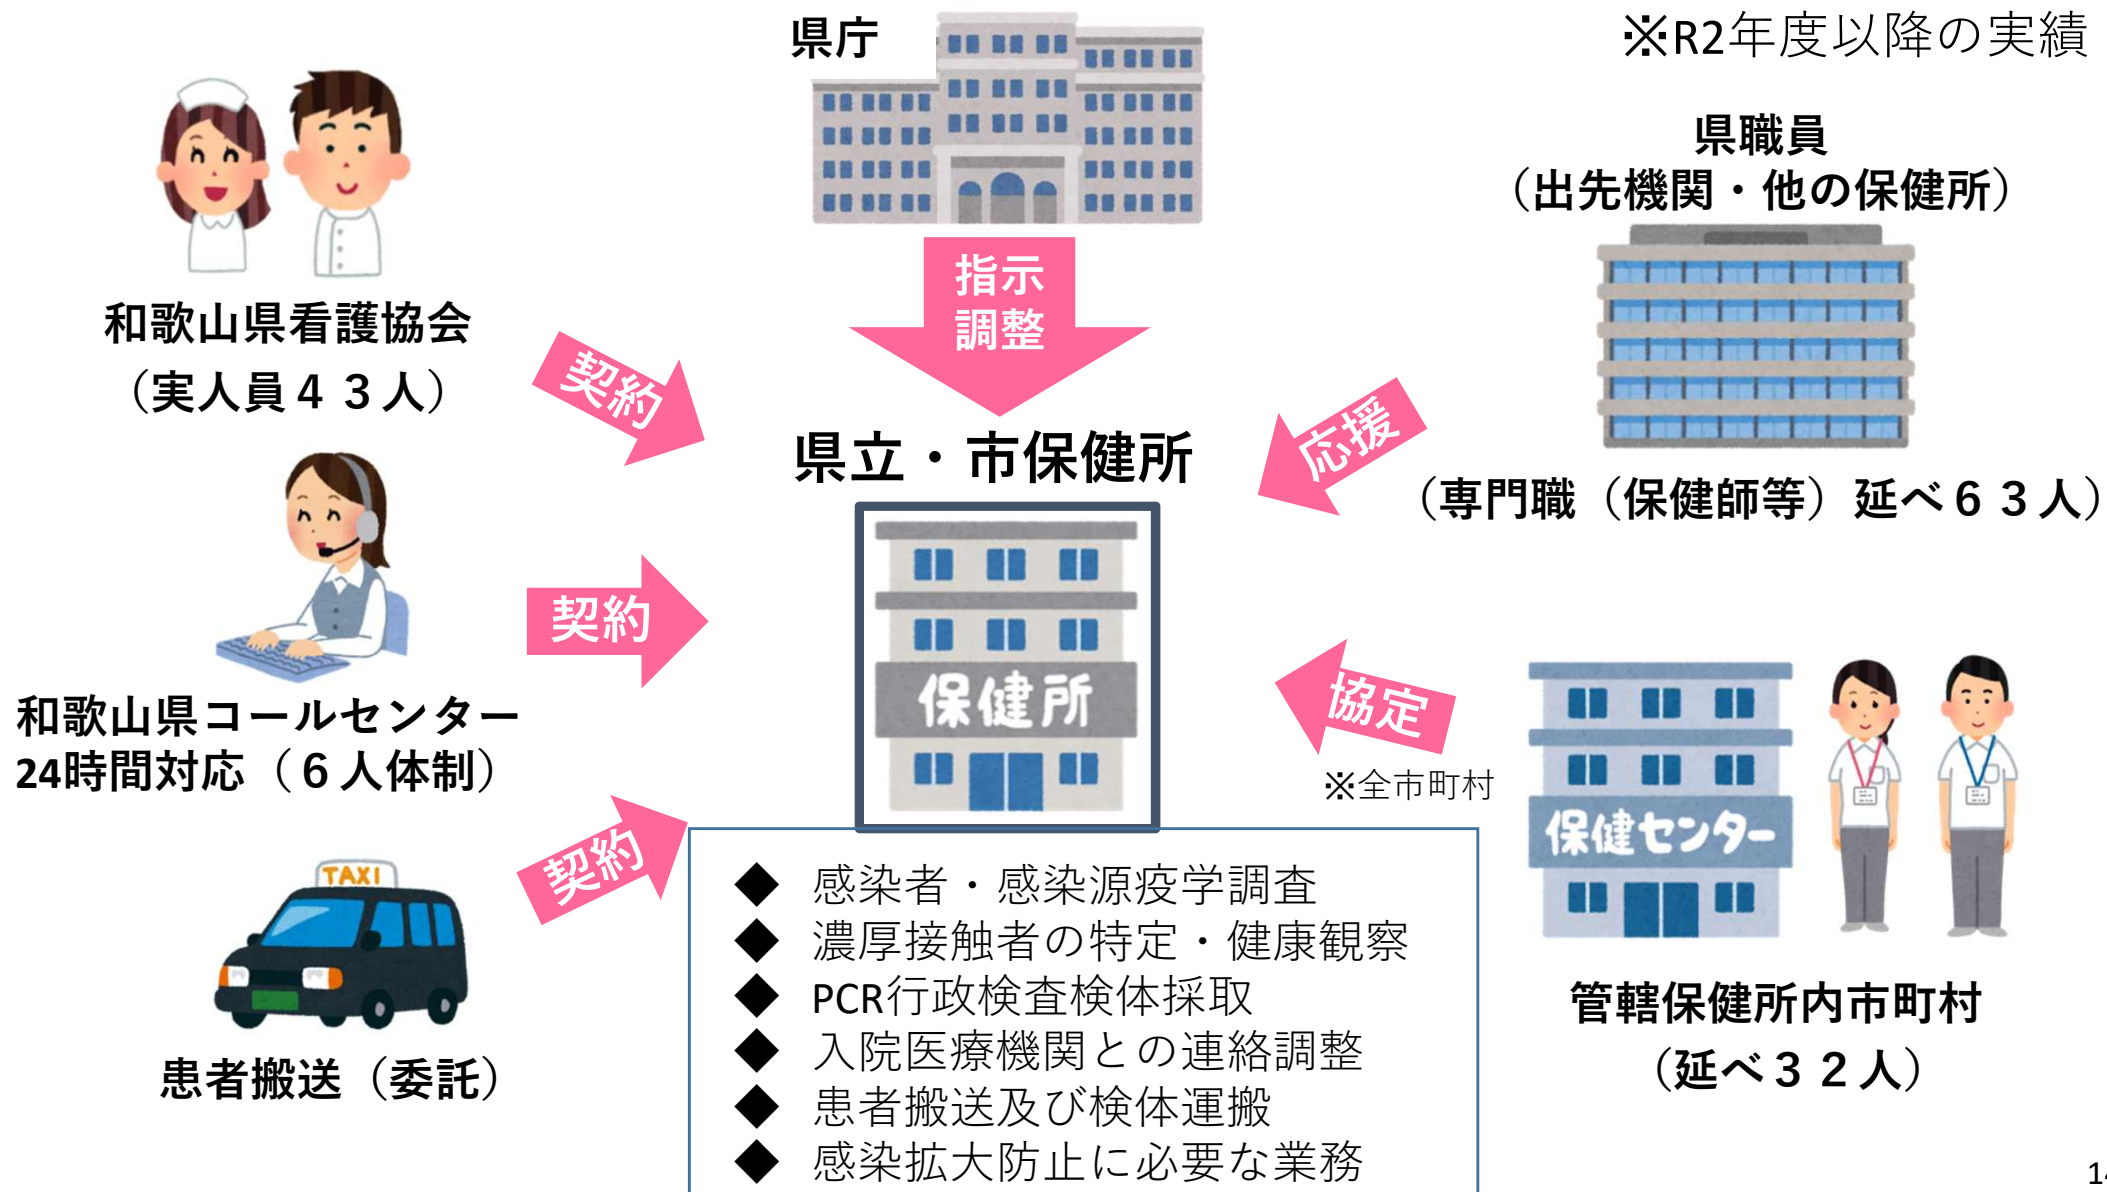 ※R2年度以降の実績
県庁
指示
調整
和歌山県看護協会
（実人員４３人）
契約
和歌山県コールセンター
24時間対応（６人体制）
契約
TAXI
患者搬送（委託）
契約
県職員
（出先機関・他の保健所）
（専門職（保健師等）延べ６３人）
応援
県立・市保健所
保健所
協定
※全市町村
保健センター
管轄保健所内市町村
（延べ３２人）
◆ 感染者・感染源疫学調査
◆ 濃厚接触者の特定・健康観察
◆ PCR行政検査検体採取
◆ 入院医療機関との連絡調整
◆ 患者搬送及び検体運搬
◆ 感染拡大防止に必要な業務